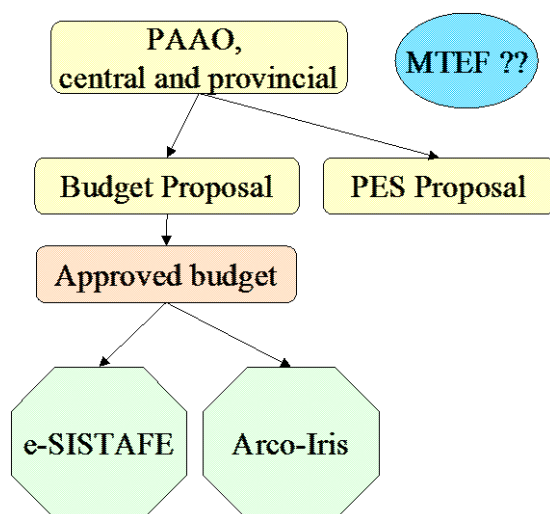 PAAO,
central and provincial
MTEF ??
Budget Proposal
PES Proposal
Approved budget
e-SISTAFE
Arco-Iris